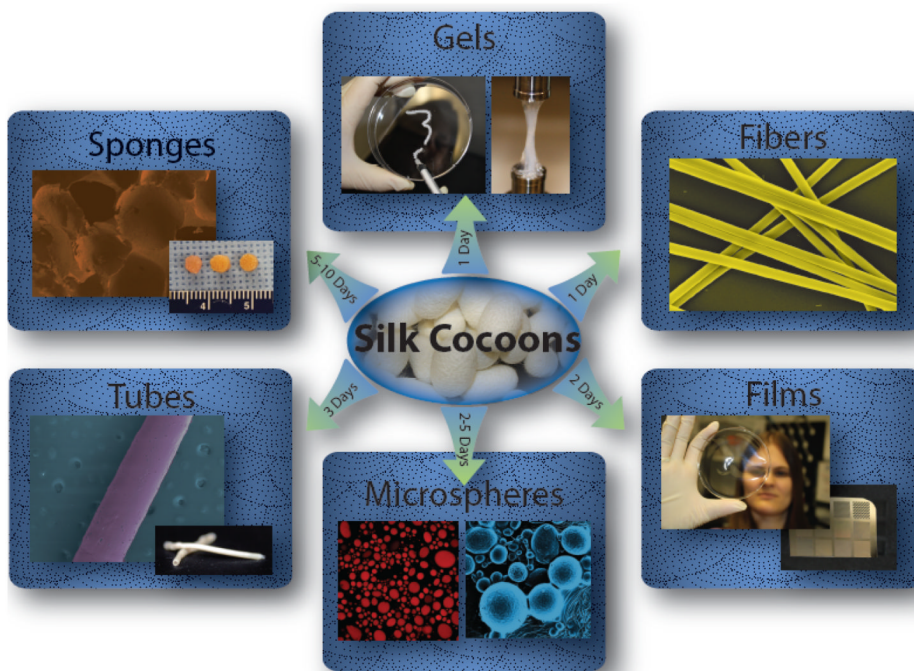 Gels
Sponges
Fibers
5-10 Days
1 Day
1 Day
4
5
Silk Cocoons
Tubes
3 Days
2-5 Days
2 Days
Films
Microspheres